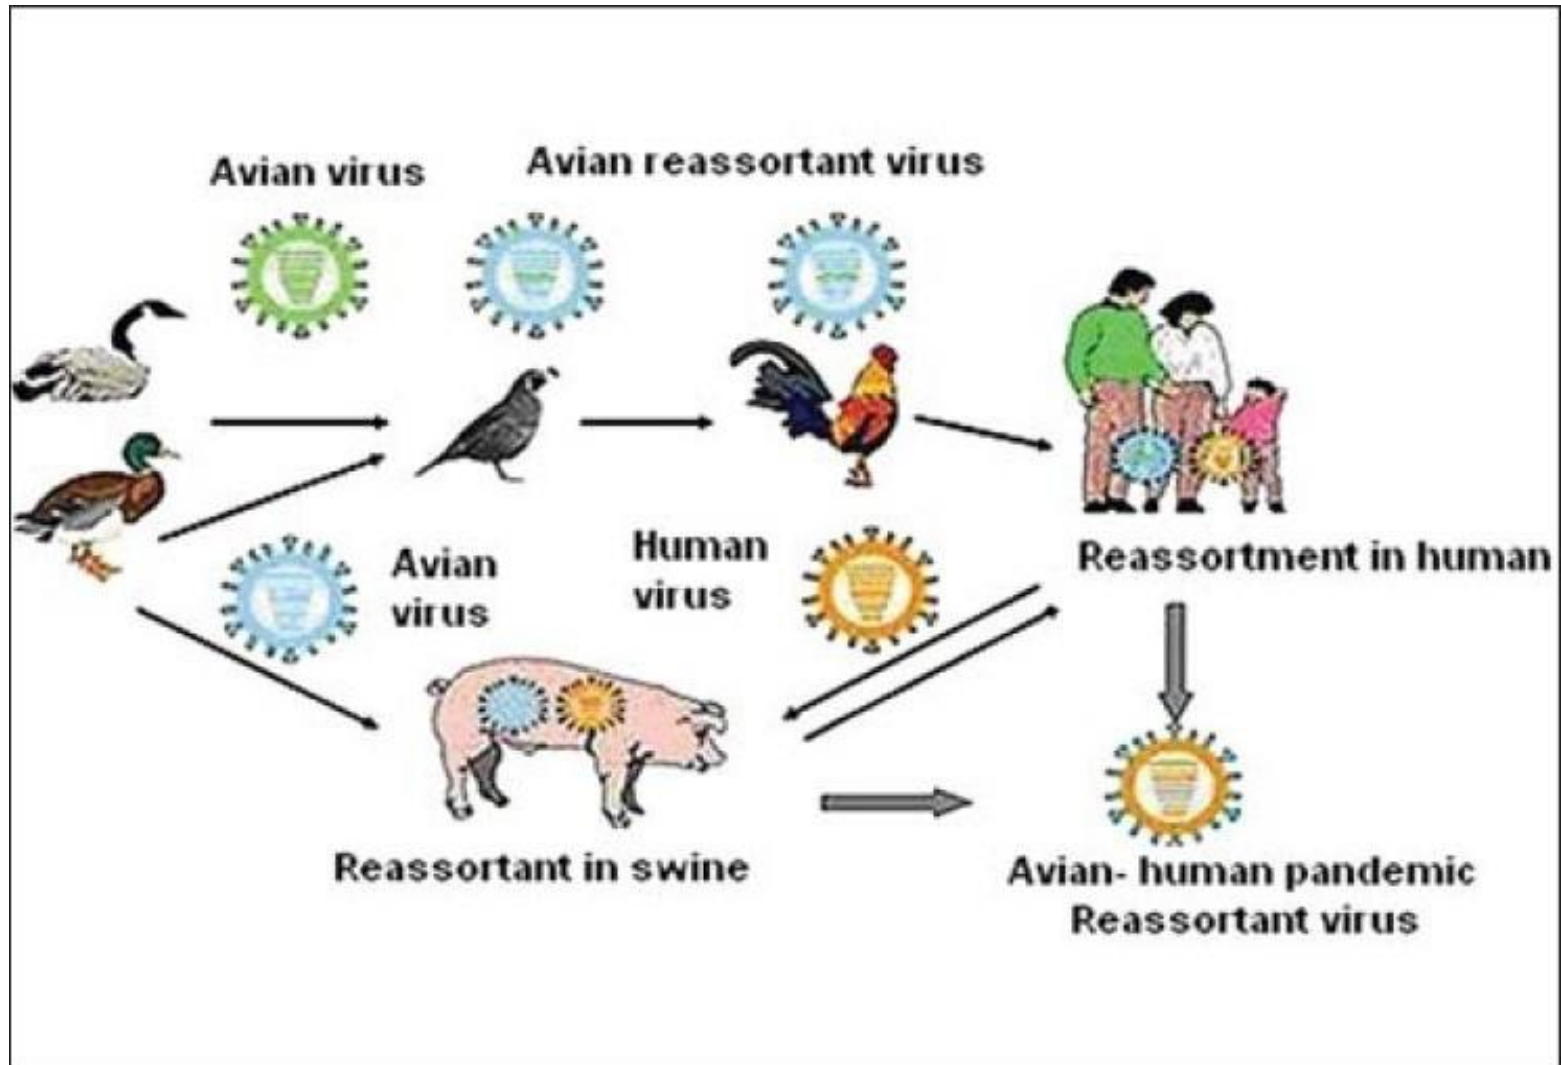 Avian virus
Avian reassortant virus
Avian
virus
Human
virus
Reassortment in human
Reassortant in swine
Avian- human pandemic
Reassortant virus